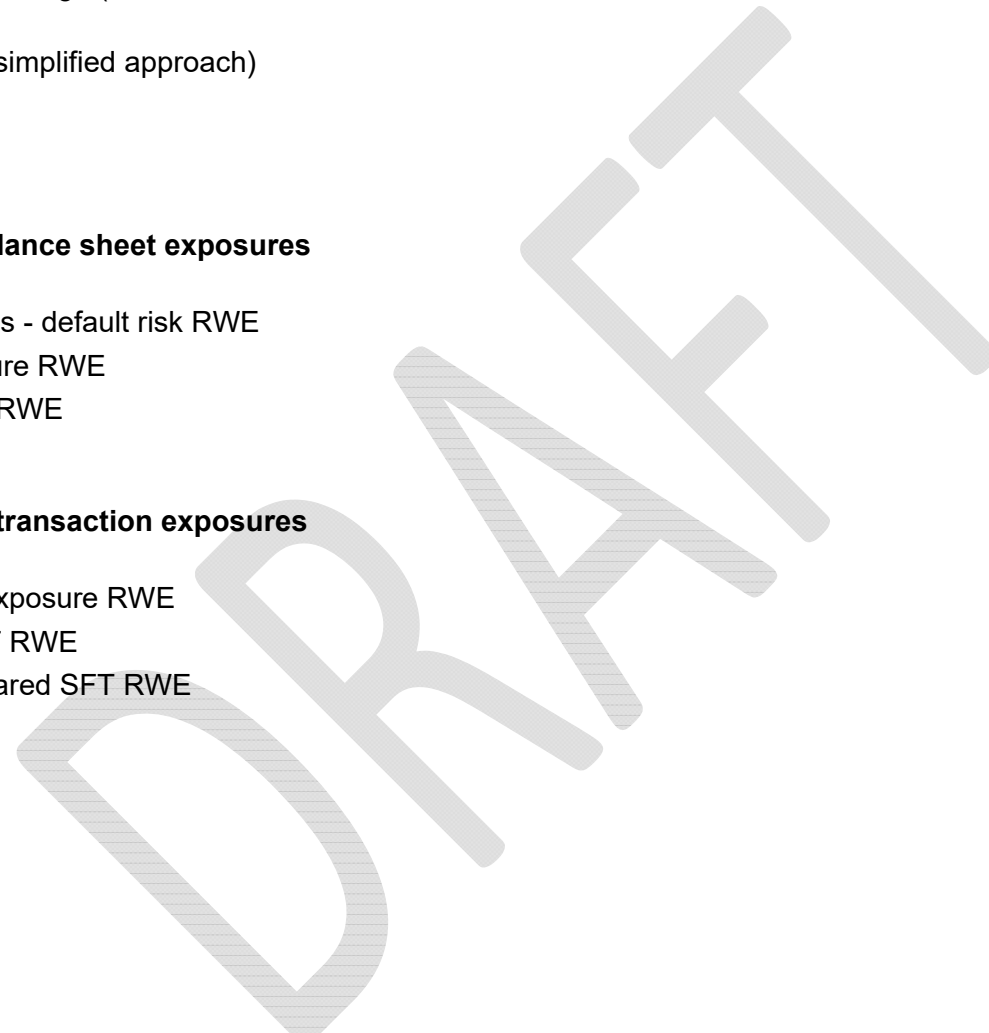 simplified approach)
lance sheet exposures
s - default risk RWE
ure RWE
RWE
transaction exposures
xposure RWE
RWE
ared SFT RWE
DRAFT